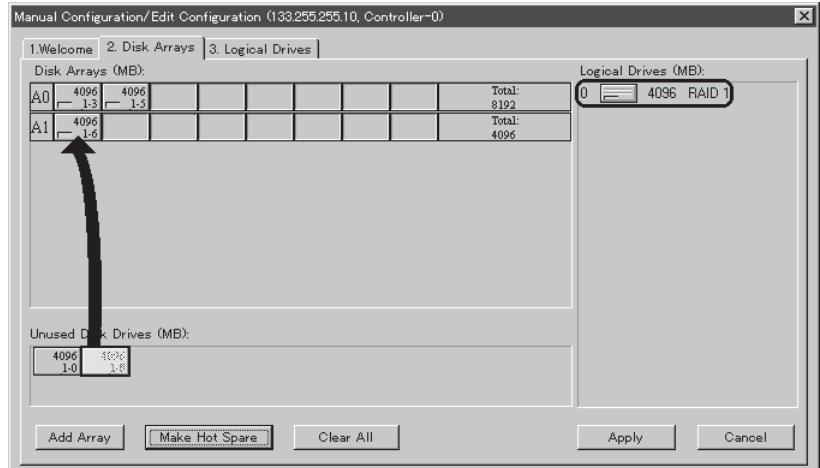 Manual Configuration/Edit Configuration (133.255.255.10, Controller-0)
1.Welcome 2. Disk Arrays 3. Logical Drives
Disk Arrays (MB):
Logical Drives (MB):
A0 4096 1-3 4096 1-5 Total: 8192
0 4096 RAID 1
A1 4096 1-6 Total: 4096
Unused Disk Drives (MB):
4096 4096
1-0 1-6
Add Array Make Hot Spare Clear All Apply Cancel